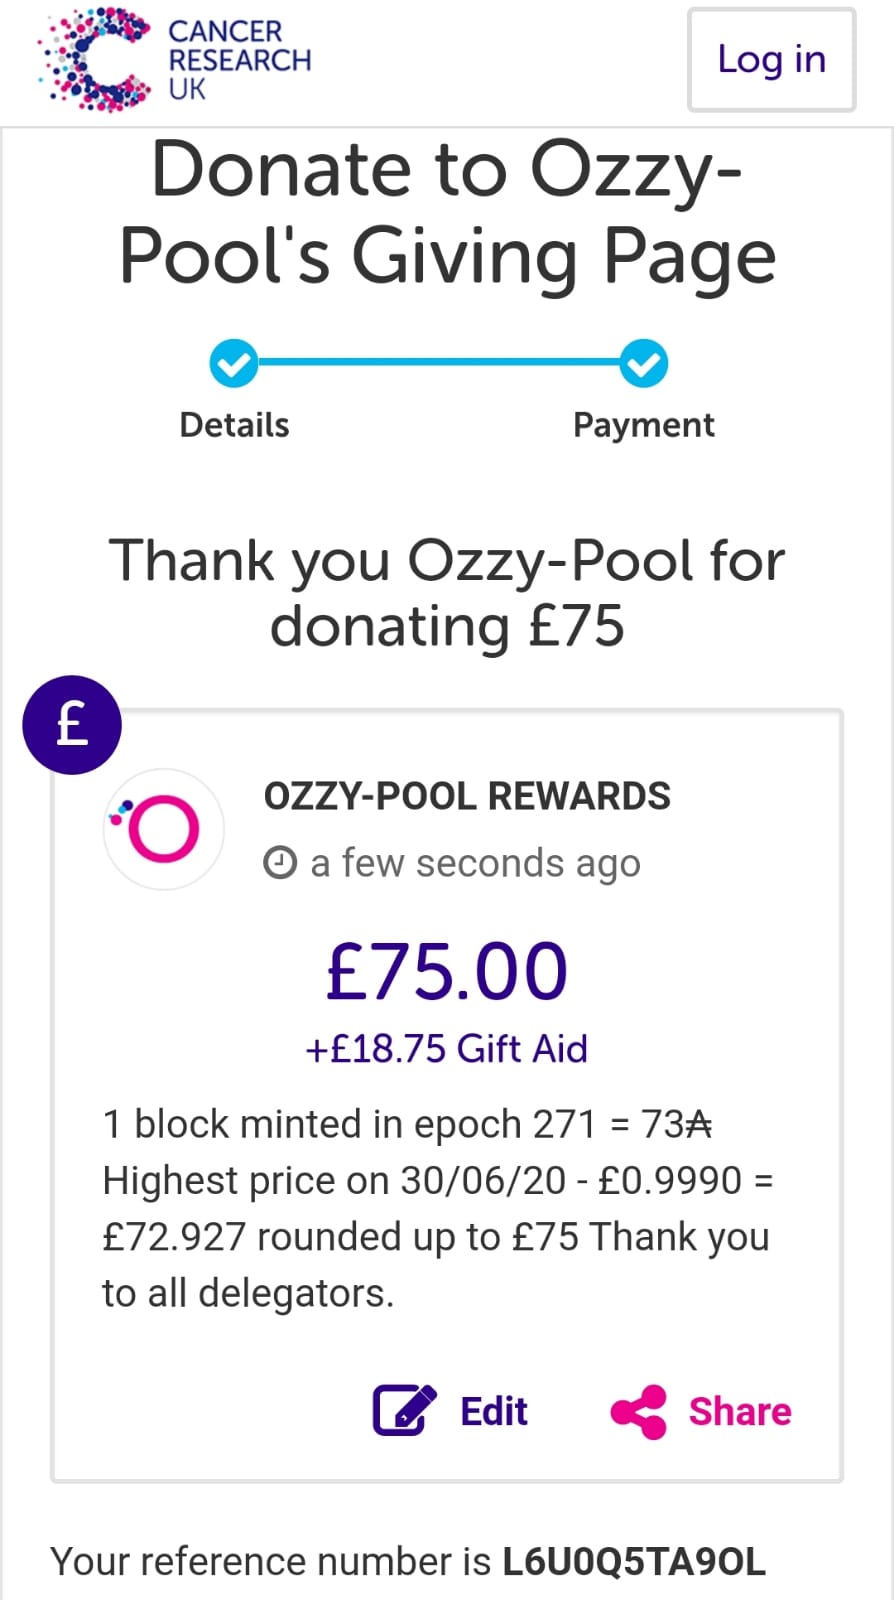 CANCER
RESEARCH
UK
Log in
Donate to Ozzy-
Pool's Giving Page
Details
Payment
Thank you Ozzy-Pool for
donating £75
£
OZZY-POOL REWARDS
a few seconds ago
£75.00
+£18.75 Gift Aid
1 block minted in epoch 271 = 73₳
Highest price on 30/06/20 - £0.9990 =
£72.927 rounded up to £75 Thank you
to all delegators.
Edit
Share
Your reference number is L6U0Q5TA9OL